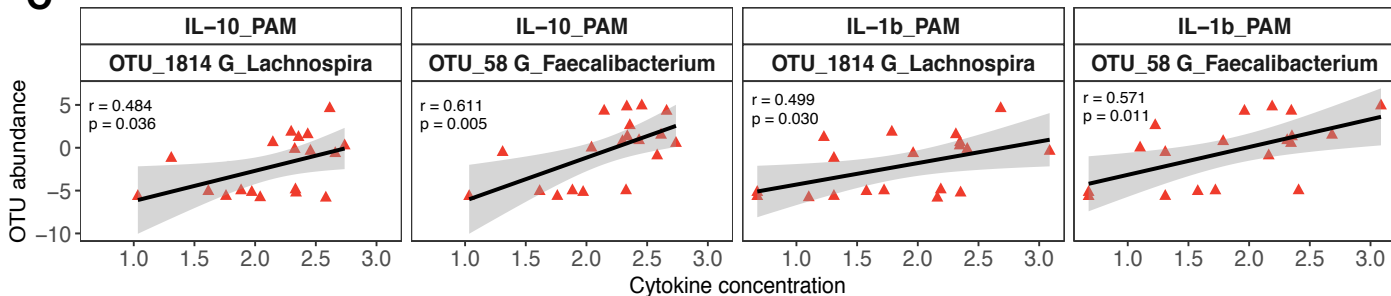 IL−10_PAM IL−10_PAM IL−1b_PAM IL−1b_PAM
OTU_1814 G_Lachnospira OTU_58 G_Faecalibacterium OTU_1814 G_Lachnospira OTU_58 G_Faecalibacterium
OTU abundance
5
0
−5
−10
r = 0.484
p = 0.036
r = 0.611
p = 0.005
r = 0.499
p = 0.030
r = 0.571
p = 0.011
1.0 1.5 2.0 2.5 3.0 1.0 1.5 2.0 2.5 3.0 1.0 1.5 2.0 2.5 3.0 1.0 1.5 2.0 2.5 3.0
Cytokine concentration